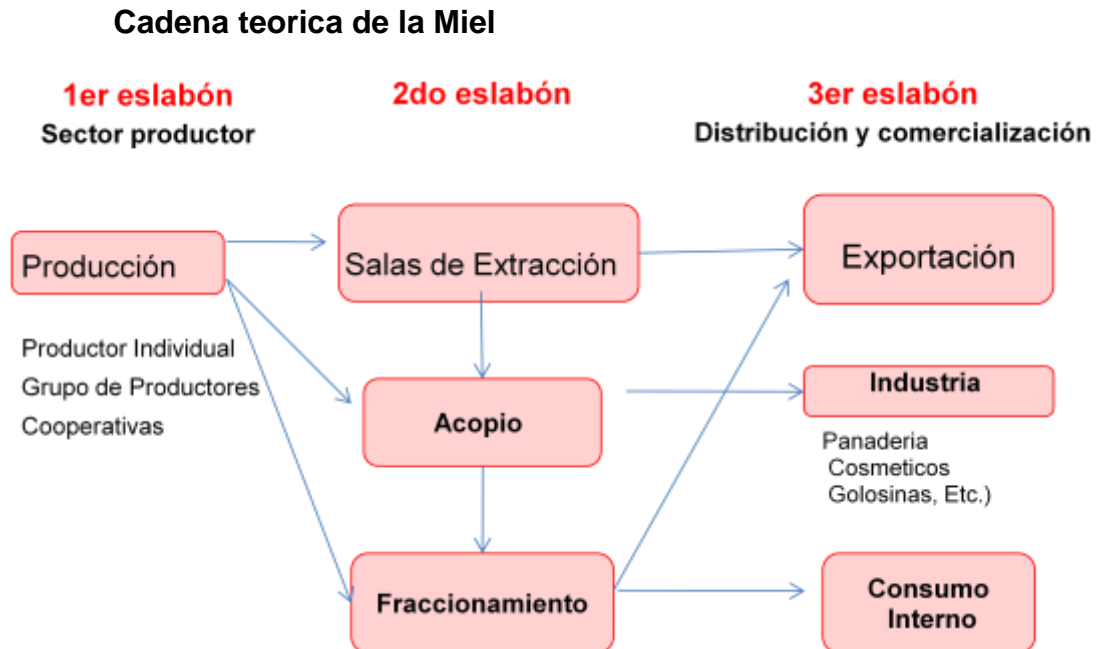 Cadena teorica de la Miel
1er eslabón
Sector productor
2do eslabón
3er eslabón
Distribución y comercialización
Producción
Productor Individual
Grupo de Productores
Cooperativas
Salas de Extracción
Acopio
Fraccionamiento
Exportación
Industria
Panaderia
Cosmeticos
Golosinas, Etc.)
Consumo
Interno